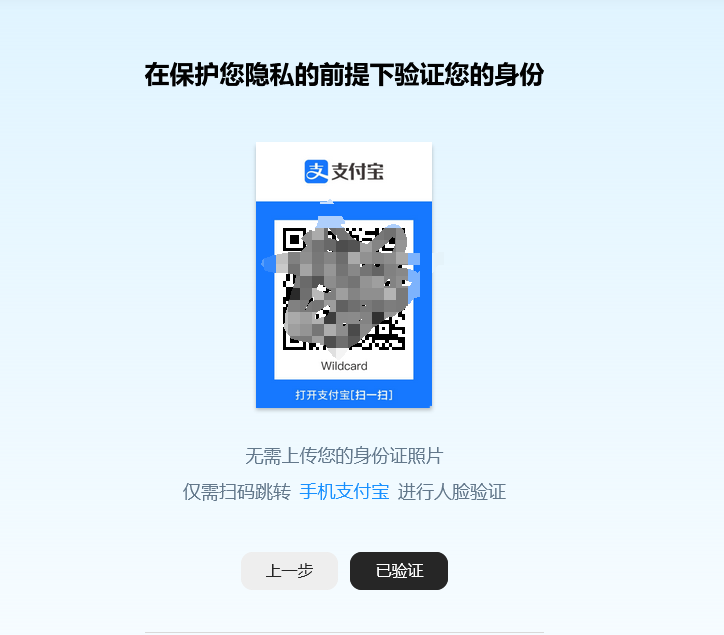 在保护您隐私的前提下验证您的身份
支付宝
Wildcard
打开支付宝[扫一扫]
无需上传您的身份证照片
仅需扫码跳转 手机支付宝 进行人脸验证
上一步 已验证